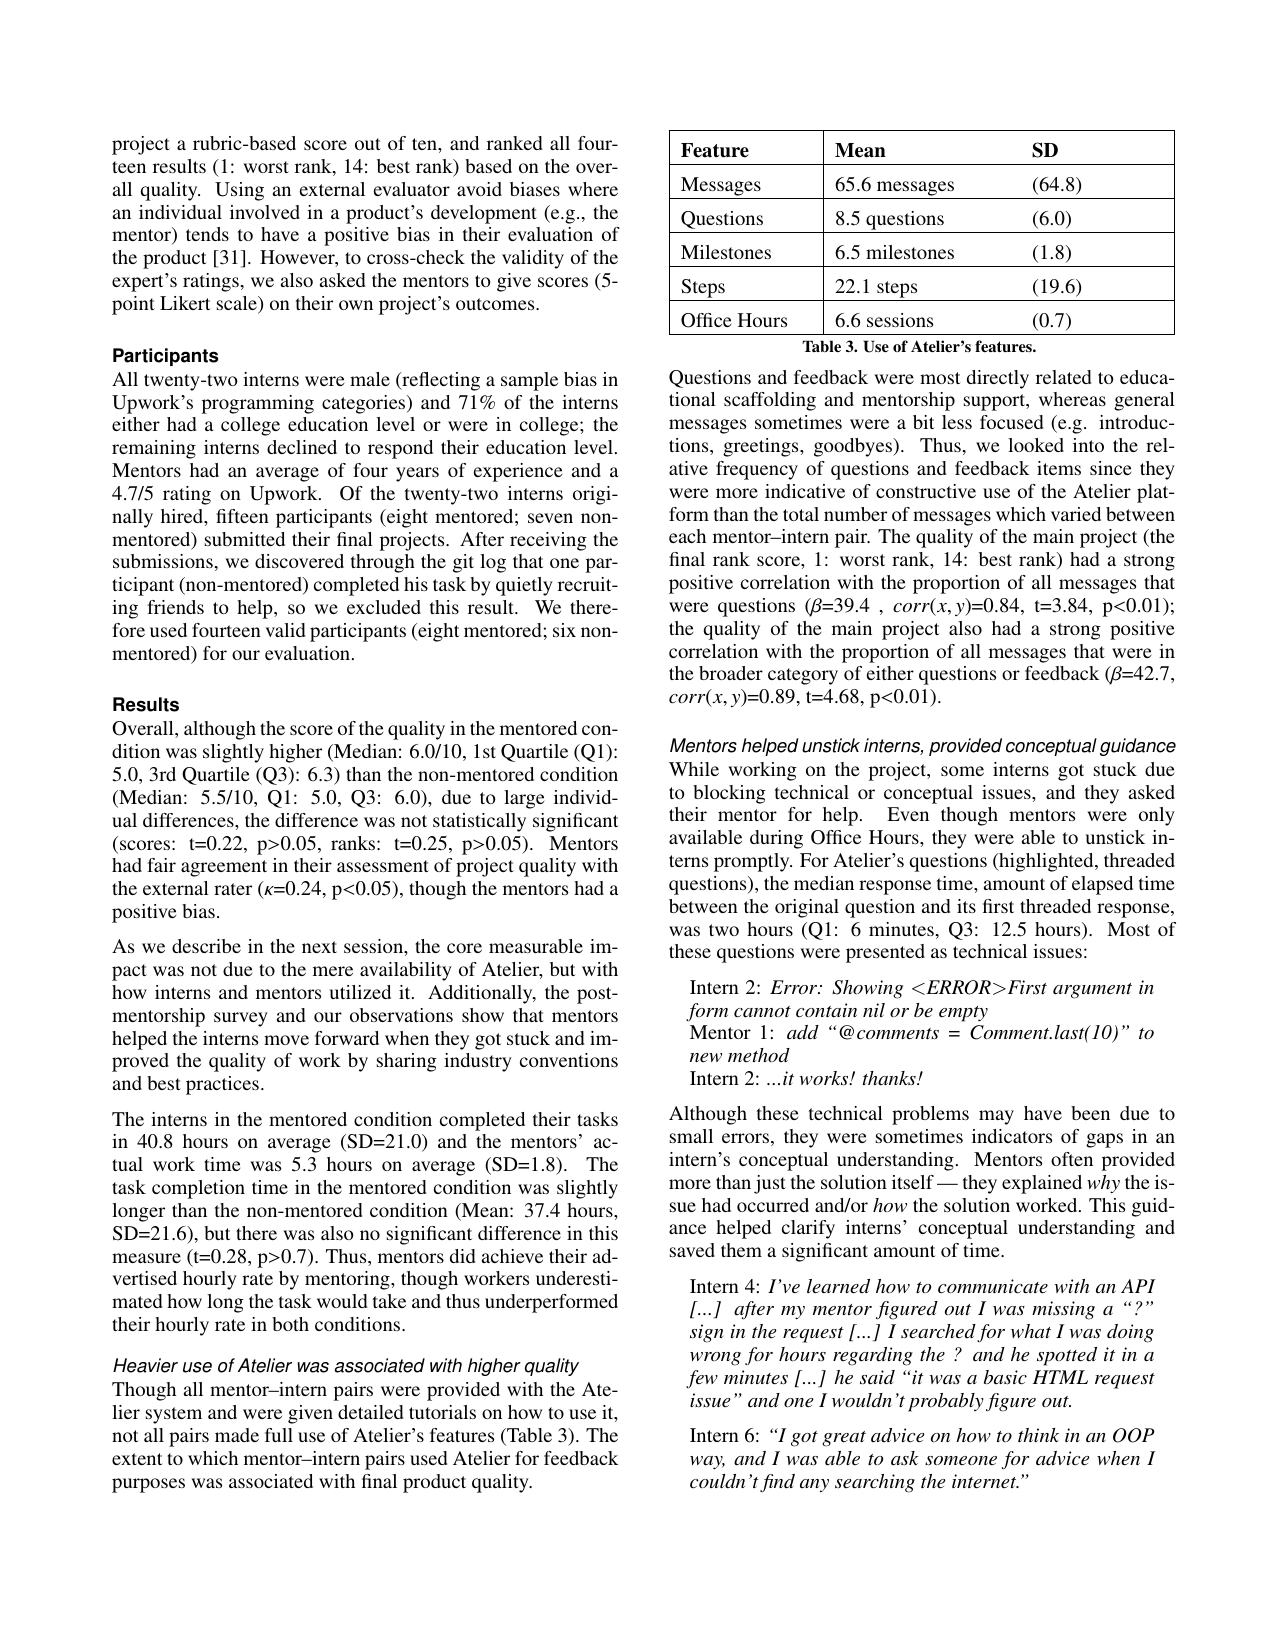 project a rubric-based score out of ten, and ranked all four-
teen results (1: worst rank, 14: best rank) based on the over-
all quality. Using an external evaluator avoid biases where
an individual involved in a product's development (e.g., the
mentor) tends to have a positive bias in their evaluation of
the product [31]. However, to cross-check the validity of the
expert's ratings, we also asked the mentors to give scores (5-
point Likert scale) on their own project's outcomes.
Participants
All twenty-two interns were male (reflecting a sample bias in
Upwork's programming categories) and 71% of the interns
either had a college education level or were in college; the
remaining interns declined to respond their education level.
Mentors had an average of four years of experience and a
4.7/5 rating on Upwork. Of the twenty-two interns origi-
nally hired, fifteen participants (eight mentored; seven non-
mentored) submitted their final projects. After receiving the
submissions, we discovered through the git log that one par-
ticipant (non-mentored) completed his task by quietly recruit-
ing friends to help, so we excluded this result. We there-
fore used fourteen valid participants (eight mentored; six non-
mentored) for our evaluation.
Results
Overall, although the score of the quality in the mentored con-
dition was slightly higher (Median: 6.0/10, 1st Quartile (Q1):
5.0, 3rd Quartile (Q3): 6.3) than the non-mentored condition
(Median: 5.5/10, Q1: 5.0, Q3: 6.0), due to large individ-
ual differences, the difference was not statistically significant
(scores: t=0.22, p>0.05, ranks: t=0.25, p>0.05). Mentors
had fair agreement in their assessment of project quality with
the external rater (κ=0.24, p<0.05), though the mentors had a
positive bias.
As we describe in the next session, the core measurable im-
pact was not due to the mere availability of Atelier, but with
how interns and mentors utilized it. Additionally, the post-
mentorship survey and our observations show that mentors
helped the interns move forward when they got stuck and im-
proved the quality of work by sharing industry conventions
and best practices.
The interns in the mentored condition completed their tasks
in 40.8 hours on average (SD=21.0) and the mentors' ac-
tual work time was 5.3 hours on average (SD=1.8). The
task completion time in the mentored condition was slightly
longer than the non-mentored condition (Mean: 37.4 hours,
SD=21.6), but there was also no significant difference in this
measure (t=0.28, p>0.7). Thus, mentors did achieve their ad-
vertised hourly rate by mentoring, though workers underesti-
mated how long the task would take and thus underperformed
their hourly rate in both conditions.
Heavier use of Atelier was associated with higher quality
Though all mentor–intern pairs were provided with the Ate-
lier system and were given detailed tutorials on how to use it,
not all pairs made full use of Atelier's features (Table 3). The
extent to which mentor–intern pairs used Atelier for feedback
purposes was associated with final product quality.
Feature Mean SD
Messages 65.6 messages (64.8)
Questions 8.5 questions (6.0)
Milestones 6.5 milestones (1.8)
Steps 22.1 steps (19.6)
Office Hours 6.6 sessions (0.7)
Table 3. Use of Atelier's features.
Questions and feedback were most directly related to educa-
tional scaffolding and mentorship support, whereas general
messages sometimes were a bit less focused (e.g. introduc-
tions, greetings, goodbyes). Thus, we looked into the rel-
ative frequency of questions and feedback items since they
were more indicative of constructive use of the Atelier plat-
form than the total number of messages which varied between
each mentor–intern pair. The quality of the main project (the
final rank score, 1: worst rank, 14: best rank) had a strong
positive correlation with the proportion of all messages that
were questions (β=39.4 , corr(x, y)=0.84, t=3.84, p<0.01);
the quality of the main project also had a strong positive
correlation with the proportion of all messages that were in
the broader category of either questions or feedback (β=42.7,
corr(x, y)=0.89, t=4.68, p<0.01).
Mentors helped unstick interns, provided conceptual guidance
While working on the project, some interns got stuck due
to blocking technical or conceptual issues, and they asked
their mentor for help. Even though mentors were only
available during Office Hours, they were able to unstick in-
terns promptly. For Atelier's questions (highlighted, threaded
questions), the median response time, amount of elapsed time
between the original question and its first threaded response,
was two hours (Q1: 6 minutes, Q3: 12.5 hours). Most of
these questions were presented as technical issues:
Intern 2: Error: Showing <ERROR>First argument in
form cannot contain nil or be empty
Mentor 1: add “@comments = Comment.last(10)” to
new method
Intern 2: ...it works! thanks!
Although these technical problems may have been due to
small errors, they were sometimes indicators of gaps in an
intern's conceptual understanding. Mentors often provided
more than just the solution itself — they explained why the is-
sue had occurred and/or how the solution worked. This guid-
ance helped clarify interns' conceptual understanding and
saved them a significant amount of time.
Intern 4: I've learned how to communicate with an API
[...] after my mentor figured out I was missing a “?”
sign in the request [...] I searched for what I was doing
wrong for hours regarding the ? and he spotted it in a
few minutes [...] he said “it was a basic HTML request
issue” and one I wouldn't probably figure out.
Intern 6: “I got great advice on how to think in an OOP
way, and I was able to ask someone for advice when I
couldn't find any searching the internet.”